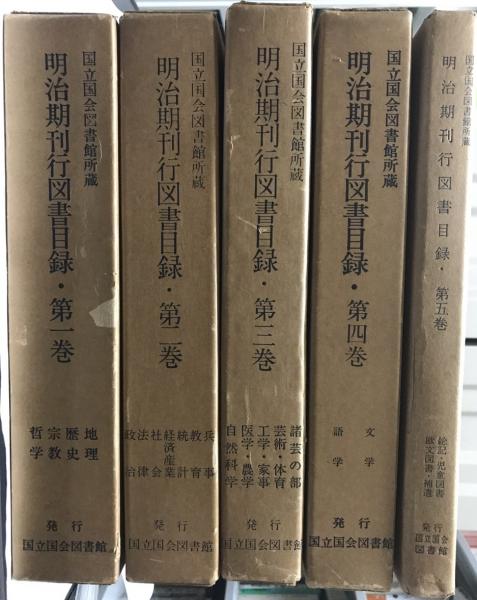 国立国会図書館所蔵
明治期刊行図書目録・第一巻
地理
歴史
宗教
哲学
発行
国立国会図書館
国立国会図書館所蔵
明治期刊行図書目録・第二巻
兵事
教育
統計
経済産業
社会
法律
政治
発行
国立国会図書館
国立国会図書館所蔵
明治期刊行図書目録・第三巻
諸芸の部
芸術・体育
工学・家事
医学・農学
自然科学
発行
国立国会図書館
国立国会図書館所蔵
明治期刊行図書目録・第四巻
文学
語学
発行
国立国会図書館
国立国会図書館所蔵
明治期刊行図書目録・第五巻
絵記・児童図書
欧文図書・補遺
発行
国立国会
図書館